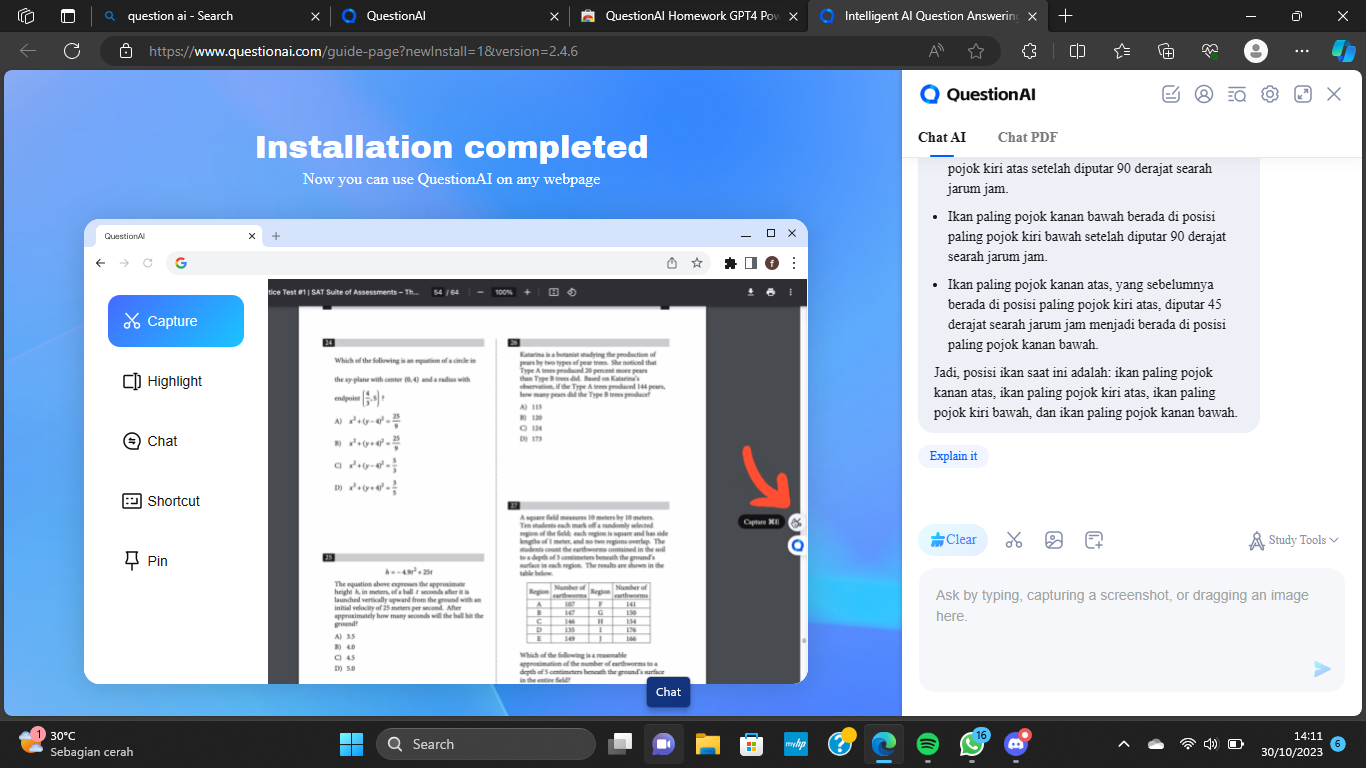 question ai - Search
QuestionAI
QuestionAI Homework GPT4 Pow
Intelligent AI Question Answering
https://www.questionai.com/guide-page?newInstall=1&version=2.4.6
Installation completed
Now you can use QuestionAI on any webpage
QuestionAI
Capture
Highlight
Chat
Shortcut
Pin
tice Test #1 | SAT Suite of Assessments – Th...
54 / 64
100%
24
Which of the following is an equation of a circle in
the xy-plane with center (0, 4) and a radius with
endpoint (4/3, 5) ?
A) x² + (y − 4)² = 25/9
B) x² + (y + 4)² = 25/9
C) x² + (y − 4)² = 5/3
D) x² + (y + 4)² = 3/5
25
h = −4.9t² + 25t
The equation above expresses the approximate
height h, in meters, of a ball t seconds after it is
launched vertically upward from the ground with an
initial velocity of 25 meters per second. After
approximately how many seconds will the ball hit the
ground?
A) 3.5
B) 4.0
C) 4.5
D) 5.0
26
Katarina is a botanist studying the production of
pears by two types of pear trees. She noticed that
Type A trees produced 20 percent more pears
than Type B trees did. Based on Katarina's
observation, if the Type A trees produced 144 pears,
how many pears did the Type B trees produce?
A) 115
B) 120
C) 124
D) 173
27
A square field measures 10 meters by 10 meters.
Ten students each mark off a randomly selected
region of the field; each region is square and has side
lengths of 1 meter, and no two regions overlap. The
students count the earthworms contained in the soil
to a depth of 5 centimeters beneath the ground's
surface in each region. The results are shown in the
table below.
Region Number of earthworms Region Number of earthworms
A 107 F 141
B 147 G 150
C 146 H 154
D 135 I 176
E 149 J 166
Which of the following is a reasonable
approximation of the number of earthworms to a
depth of 5 centimeters beneath the ground's surface
in the entire field?
Capture ⌘E
Chat
QuestionAI
Chat AI
Chat PDF
pojok kiri atas setelah diputar 90 derajat searah
jarum jam.
• Ikan paling pojok kanan bawah berada di posisi
paling pojok kiri bawah setelah diputar 90 derajat
searah jarum jam.
• Ikan paling pojok kanan atas, yang sebelumnya
berada di posisi paling pojok kiri atas, diputar 45
derajat searah jarum jam menjadi berada di posisi
paling pojok kanan bawah.
Jadi, posisi ikan saat ini adalah: ikan paling pojok
kanan atas, ikan paling pojok kiri atas, ikan paling
pojok kiri bawah, dan ikan paling pojok kanan bawah.
Explain it
Clear
Study Tools
Ask by typing, capturing a screenshot, or dragging an image
here.
1
30°C
Sebagian cerah
Search
myhp
16
14:11
30/10/2023
6